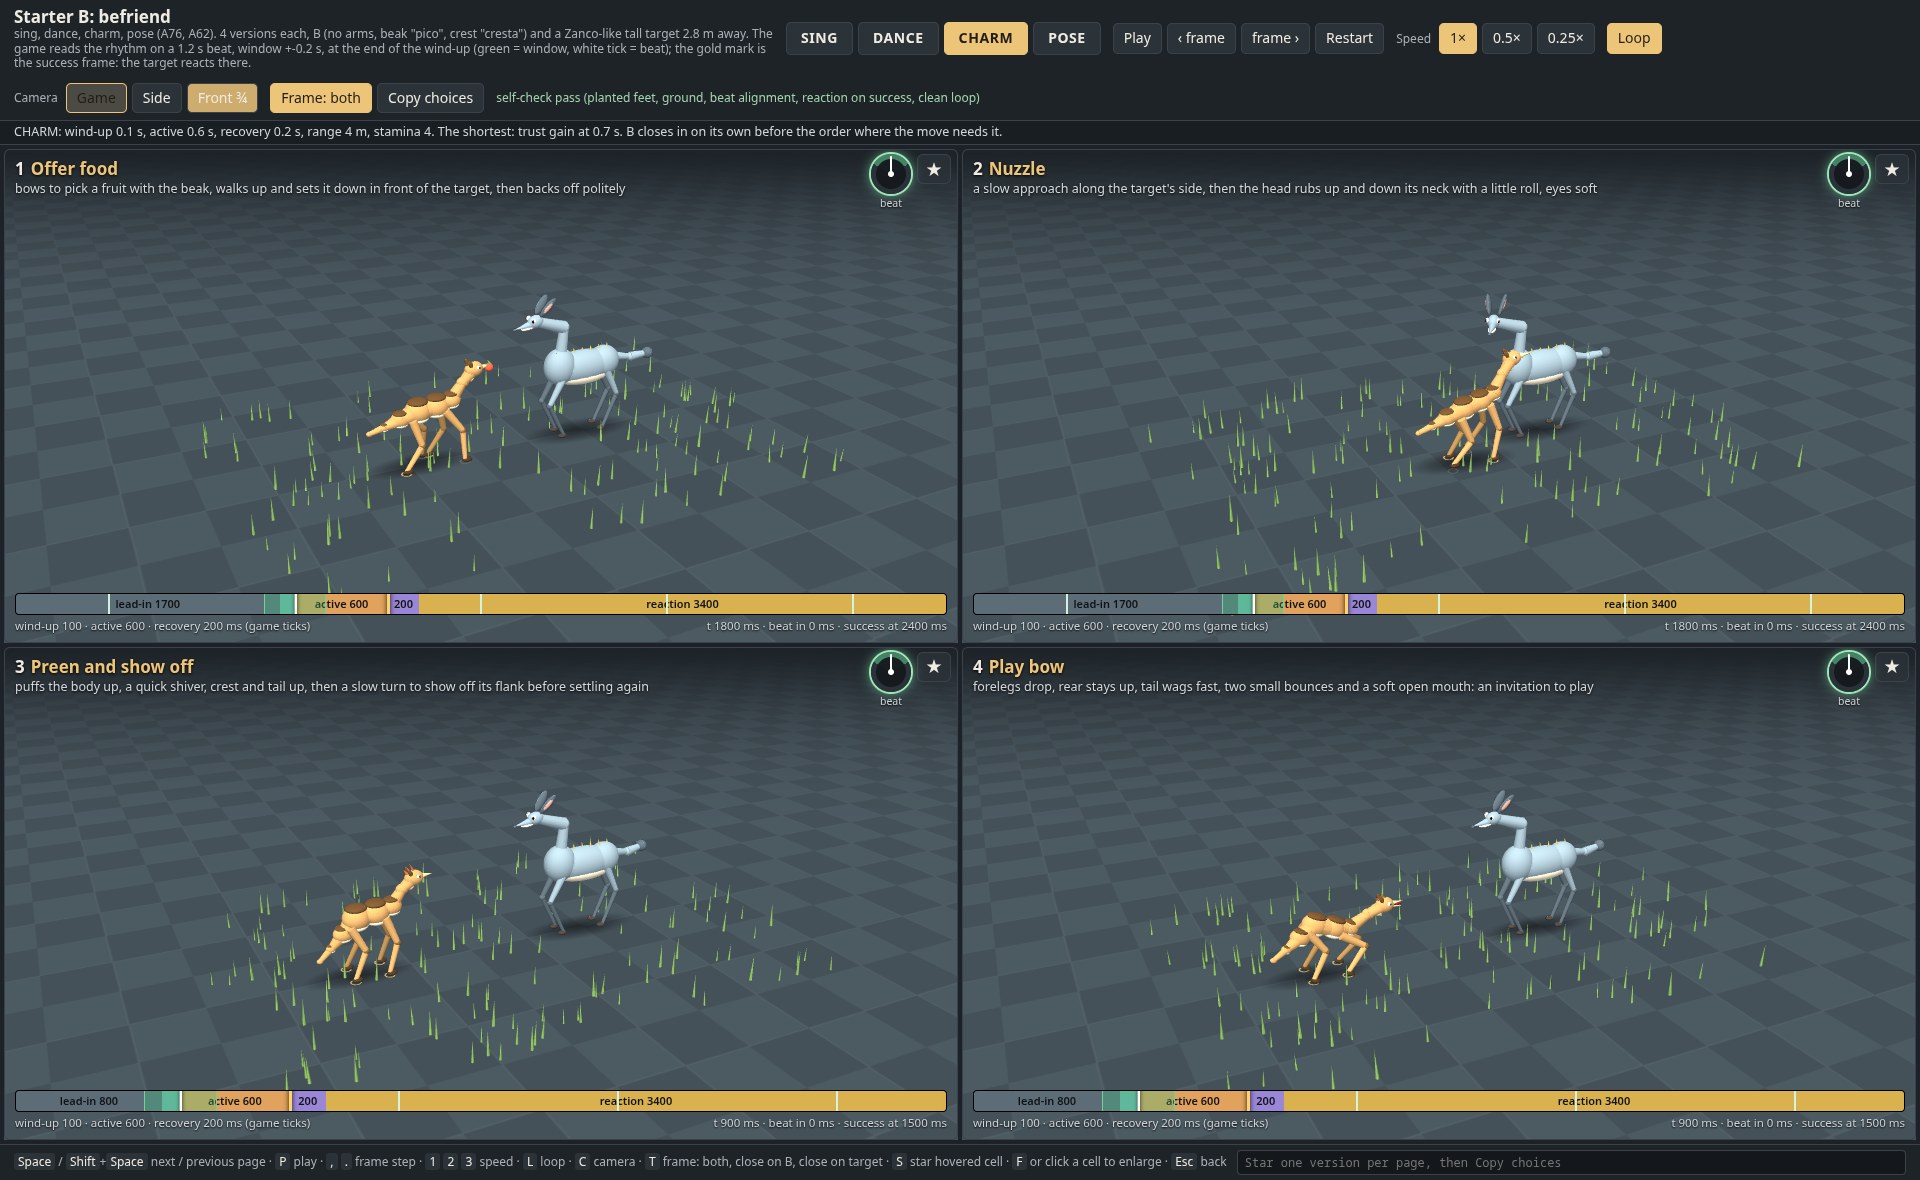 Starter B: befriend
sing, dance, charm, pose (A76, A62). 4 versions each, B (no arms, beak "pico", crest "cresta") and a Zanco-like tall target 2.8 m away. The
game reads the rhythm on a 1.2 s beat, window +-0.2 s, at the end of the wind-up (green = window, white tick = beat); the gold mark is
the success frame: the target reacts there.
SING DANCE CHARM POSE Play ‹ frame frame › Restart Speed 1× 0.5× 0.25× Loop
Camera Game Side Front ¾ Frame: both Copy choices self-check pass (planted feet, ground, beat alignment, reaction on success, clean loop)
CHARM: wind-up 0.1 s, active 0.6 s, recovery 0.2 s, range 4 m, stamina 4. The shortest: trust gain at 0.7 s. B closes in on its own before the order where the move needs it.
1 Offer food
bows to pick a fruit with the beak, walks up and sets it down in front of the target, then backs off politely
beat
★
lead-in 1700 active 600 200 reaction 3400
wind-up 100 · active 600 · recovery 200 ms (game ticks) t 1800 ms · beat in 0 ms · success at 2400 ms
2 Nuzzle
a slow approach along the target's side, then the head rubs up and down its neck with a little roll, eyes soft
beat
★
lead-in 1700 active 600 200 reaction 3400
wind-up 100 · active 600 · recovery 200 ms (game ticks) t 1800 ms · beat in 0 ms · success at 2400 ms
3 Preen and show off
puffs the body up, a quick shiver, crest and tail up, then a slow turn to show off its flank before settling again
beat
★
lead-in 800 active 600 200 reaction 3400
wind-up 100 · active 600 · recovery 200 ms (game ticks) t 900 ms · beat in 0 ms · success at 1500 ms
4 Play bow
forelegs drop, rear stays up, tail wags fast, two small bounces and a soft open mouth: an invitation to play
beat
★
lead-in 800 active 600 200 reaction 3400
wind-up 100 · active 600 · recovery 200 ms (game ticks) t 900 ms · beat in 0 ms · success at 1500 ms
Space / Shift+Space next / previous page · P play · , . frame step · 1 2 3 speed · L loop · C camera · T frame: both, close on B, close on target · S star hovered cell · F or click a cell to enlarge · Esc back Star one version per page, then Copy choices